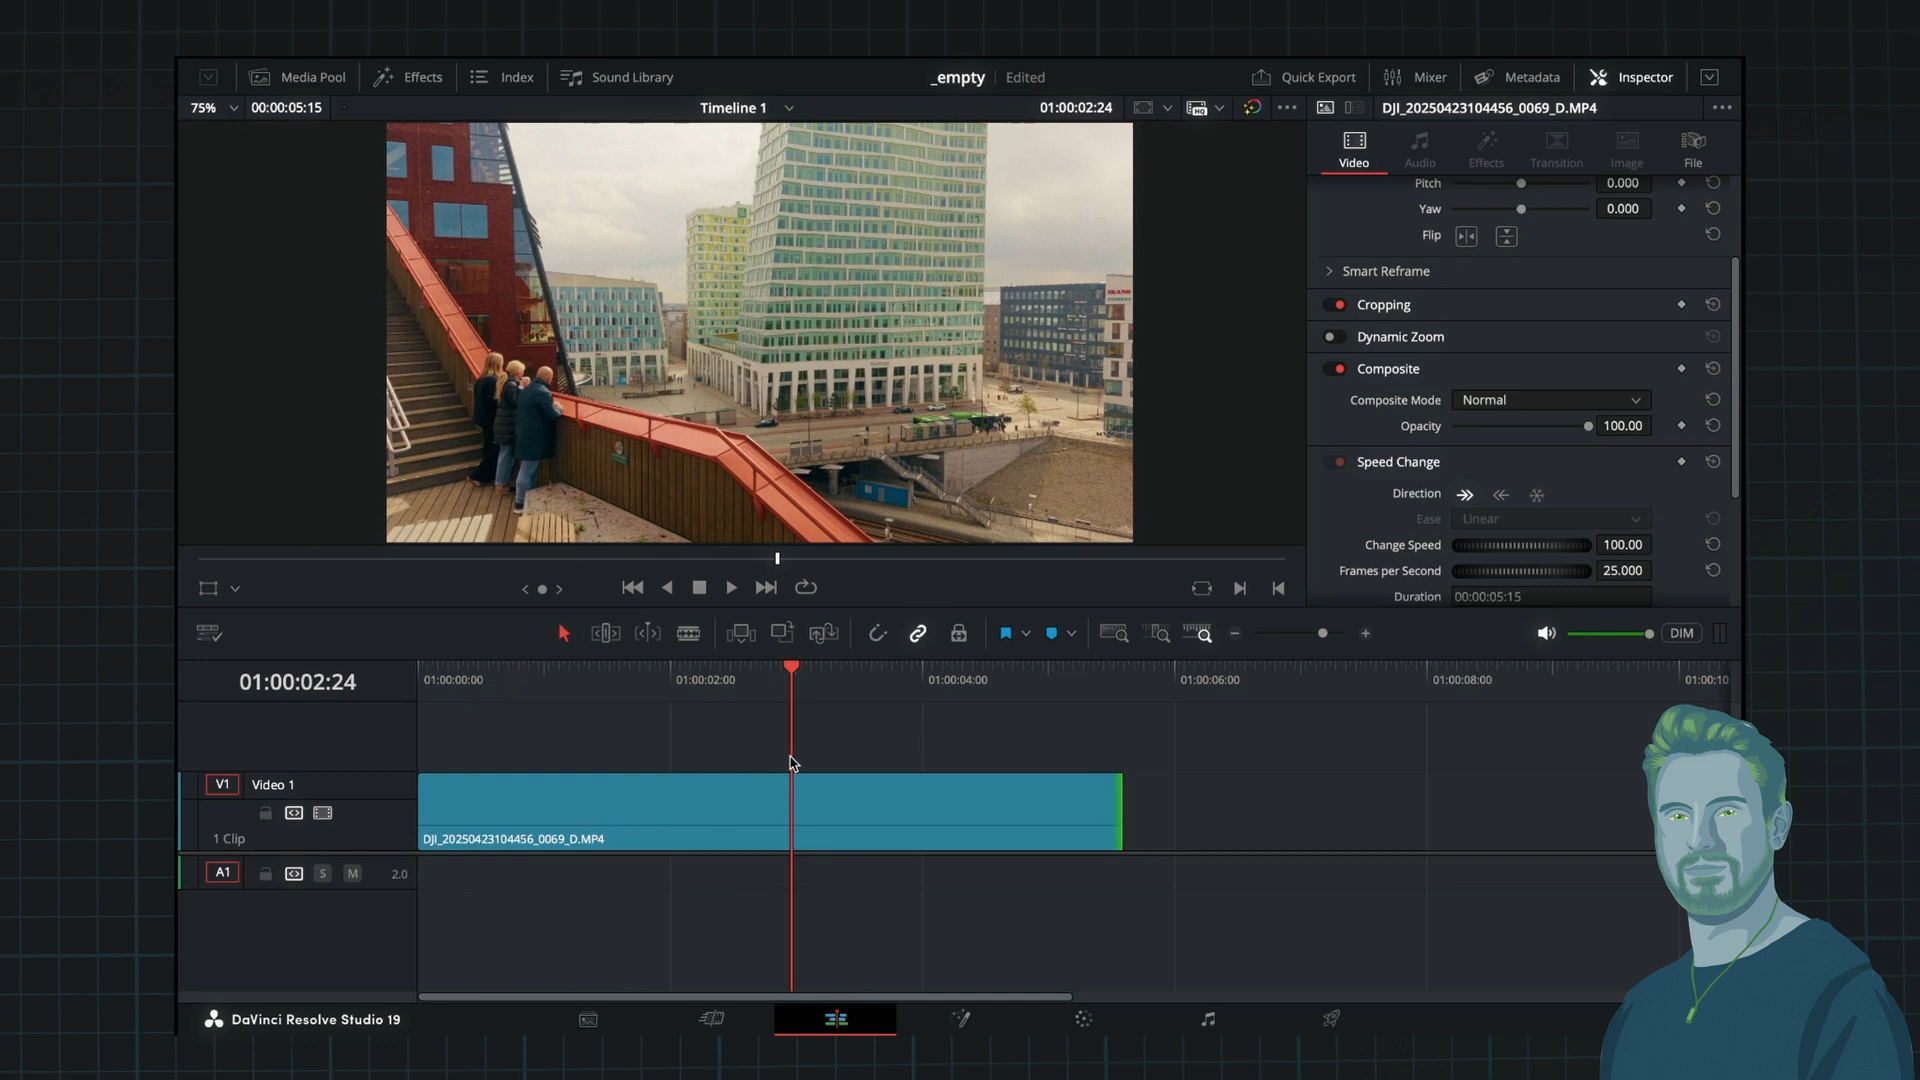 Media Pool Effects Index Sound Library _empty Edited Quick Export Mixer Metadata Inspector
75% 00:00:05:15 Timeline 1 01:00:02:24 HQ DJI_20250423104456_0069_D.MP4
Video Audio Effects Transition Image File
Pitch 0.000
Yaw 0.000
Flip
Smart Reframe
Cropping
Dynamic Zoom
Composite
Composite Mode Normal
Opacity 100.00
Speed Change
Direction
Ease Linear
Change Speed 100.00
Frames per Second 25.000
Duration 00:00:05:15
DIM
01:00:02:24 01:00:00:00 01:00:02:00 01:00:04:00 01:00:06:00 01:00:08:00 01:00:10
V1 Video 1
1 Clip
DJI_20250423104456_0069_D.MP4
A1 S M 2.0
DaVinci Resolve Studio 19